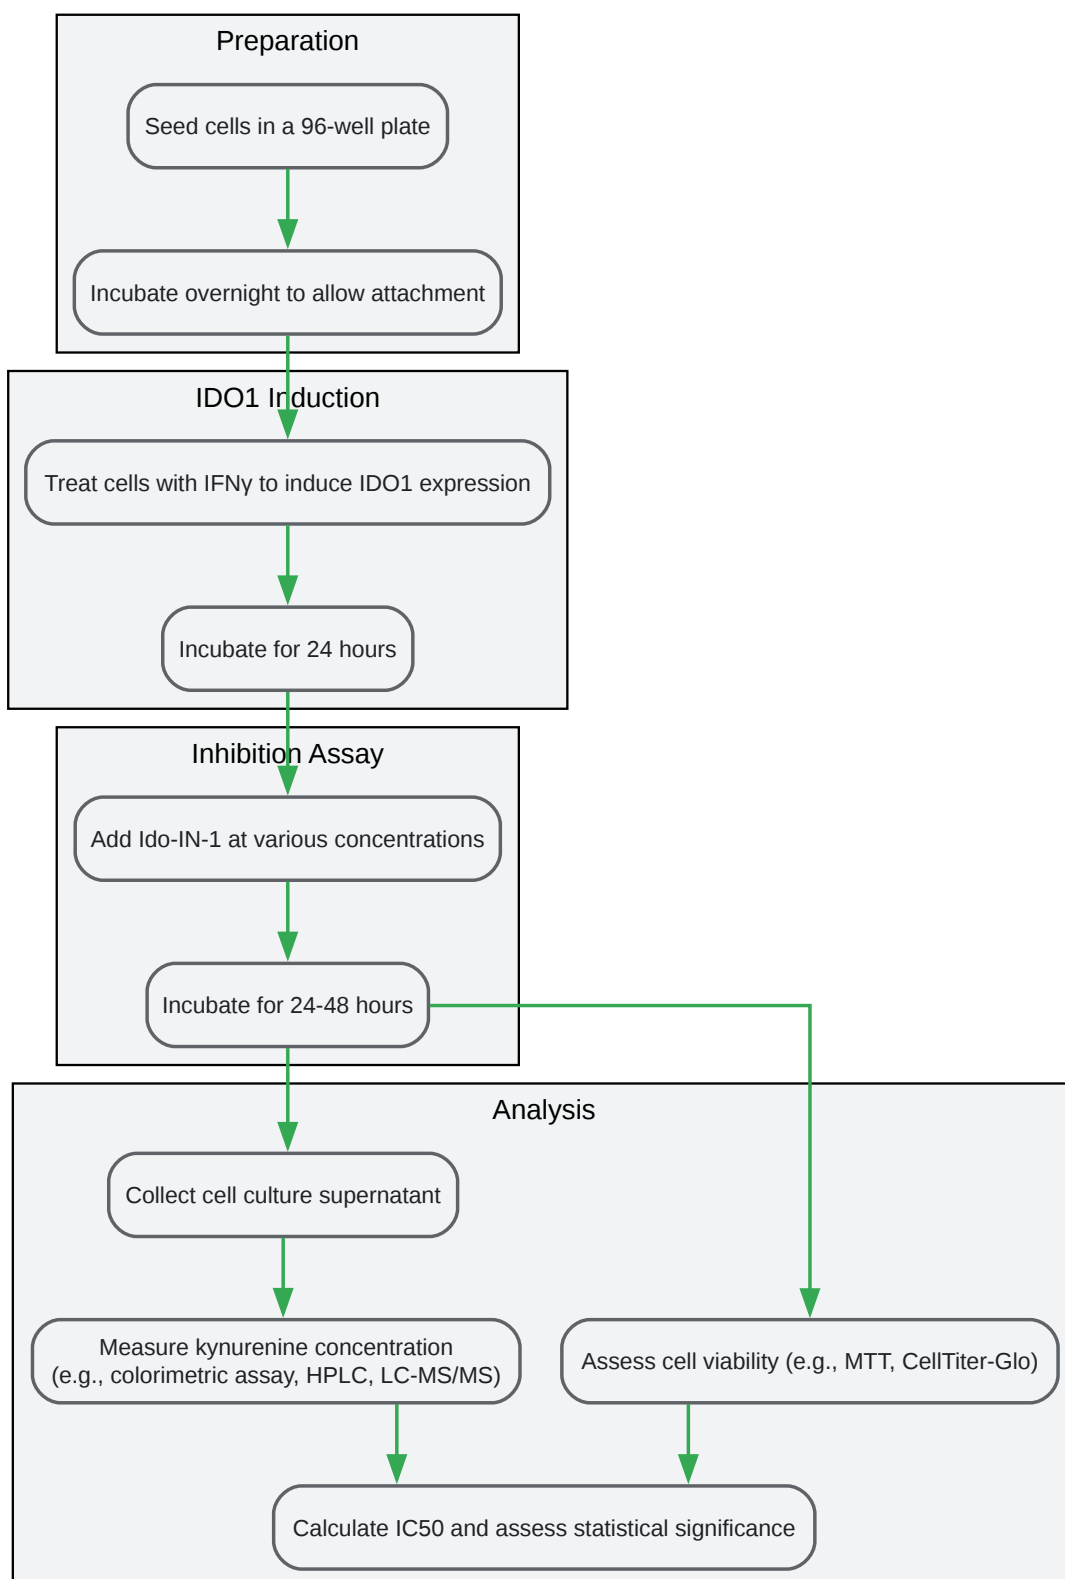 Preparation
Seed cells in a 96-well plate
Incubate overnight to allow attachment
IDO1 Induction
Treat cells with IFNγ to induce IDO1 expression
Incubate for 24 hours
Inhibition Assay
Add Ido-IN-1 at various concentrations
Incubate for 24-48 hours
Analysis
Collect cell culture supernatant
Measure kynurenine concentration
(e.g., colorimetric assay, HPLC, LC-MS/MS)
Assess cell viability (e.g., MTT, CellTiter-Glo)
Calculate IC50 and assess statistical significance